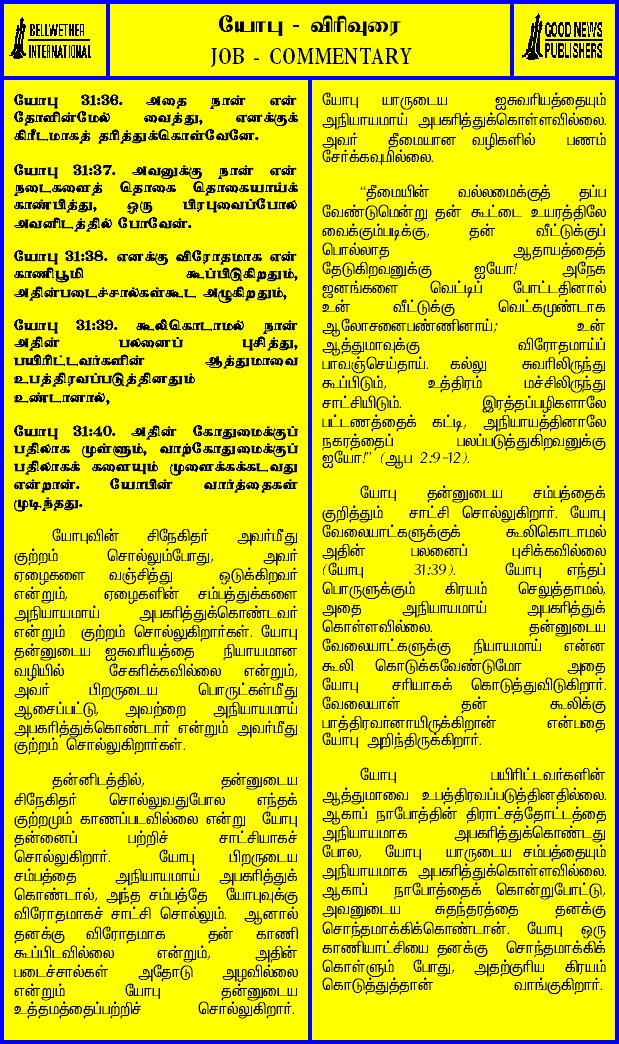 BELLWETHER
INTERNATIONAL
யோபு - விரிவுரை
JOB - COMMENTARY
GOOD NEWS
PUBLISHERS
யோபு 31:36. அதை நான் என்
தோளின்மேல் வைத்து, எனக்குக்
கிரீடமாகத் தரித்துக்கொள்வேனே.
யோபு 31:37. அவனுக்கு நான் என்
நடைகளைத் தொகை தொகையாய்க்
காண்பித்து, ஒரு பிரபுவைப்போல
அவனிடத்தில் போவேன்.
யோபு 31:38. எனக்கு விரோதமாக என்
காணிபூமி கூப்பிடுகிறதும்,
அதின்படைச்சால்கள்கூட அழுகிறதும்,
யோபு 31:39. கூலிகொடாமல் நான்
அதின் பலனைப் புசித்து,
பயிரிட்டவர்களின் ஆத்துமாவை
உபத்திரவப்படுத்தினதும்
உண்டானால்,
யோபு 31:40. அதின் கோதுமைக்குப்
பதிலாக முள்ளும், வாற்கோதுமைக்குப்
பதிலாகக் களையும் முளைக்கக்கடவது
என்றான். யோபின் வார்த்தைகள்
முடிந்தது.
யோபுவின் சிநேகிதர் அவர்மீது
குற்றம் சொல்லும்போது, அவர்
ஏழைகளை வஞ்சித்து ஒடுக்கிறவர்
என்றும், ஏழைகளின் சம்பத்துக்களை
அநியாயமாய் அபகரித்துக்கொண்டவர்
என்றும் குற்றம் சொல்லுகிறார்கள். யோபு
தன்னுடைய ஐசுவரியத்தை நியாயமான
வழியில் சேகரிக்கவில்லை என்றும்,
அவர் பிறருடைய பொருட்கள்மீது
ஆசைப்பட்டு, அவற்றை அநியாயமாய்
அபகரித்துக்கொண்டார் என்றும் அவர்மீது
குற்றம் சொல்லுகிறார்கள்.
தன்னிடத்தில், தன்னுடைய
சிநேகிதர் சொல்லுவதுபோல எந்தக்
குற்றமும் காணப்படவில்லை என்று யோபு
தன்னைப் பற்றிச் சாட்சியாகச்
சொல்லுகிறார். யோபு பிறருடைய
சம்பத்தை அநியாயமாய் அபகரித்துக்
கொண்டால், அந்த சம்பத்தே யோபுவுக்கு
விரோதமாகச் சாட்சி சொல்லும். ஆனால்
தனக்கு விரோதமாக தன் காணி
கூப்பிடவில்லை என்றும், அதின்
படைச்சால்கள் அதோடு அழவில்லை
என்றும் யோபு தன்னுடைய
உத்தமத்தைப்பற்றிச் சொல்லுகிறார்.
யோபு யாருடைய ஐசுவரியத்தையும்
அநியாயமாய் அபகரித்துக்கொள்ளவில்லை.
அவர் தீமையான வழிகளில் பணம்
சேர்க்கவுமில்லை.
“தீமையின் வல்லமைக்குத் தப்ப
வேண்டுமென்று தன் கூட்டை உயரத்திலே
வைக்கும்படிக்கு, தன் வீட்டுக்குப்
பொல்லாத ஆதாயத்தைத்
தேடுகிறவனுக்கு ஐயோ! அநேக
ஜனங்களை வெட்டிப் போட்டதினால்
உன் வீட்டுக்கு வெட்கமுண்டாக
ஆலோசனைபண்ணினாய்; உன்
ஆத்துமாவுக்கு விரோதமாய்ப்
பாவஞ்செய்தாய். கல்லு சுவரிலிருந்து
கூப்பிடும், உத்திரம் மச்சிலிருந்து
சாட்சியிடும். இரத்தப்பழிகளாலே
பட்டணத்தைக் கட்டி, அநியாயத்தினாலே
நகரத்தைப் பலப்படுத்துகிறவனுக்கு
ஐயோ!” (ஆப 2:9-12).
யோபு தன்னுடைய சம்பத்தைக்
குறித்தும் சாட்சி சொல்லுகிறார். யோபு
வேலையாட்களுக்குக் கூலிகொடாமல்
அதின் பலனைப் புசிக்கவில்லை
(யோபு 31:39). யோபு எந்தப்
பொருளுக்கும் கிரயம் செலுத்தாமல்,
அதை அநியாயமாய் அபகரித்துக்
கொள்ளவில்லை. தன்னுடைய
வேலையாட்களுக்கு நியாயமாய் என்ன
கூலி கொடுக்கவேண்டுமோ அதை
யோபு சரியாகக் கொடுத்துவிடுகிறார்.
வேலையாள் தன் கூலிக்கு
பாத்திரவானாயிருக்கிறான் என்பதை
யோபு அறிந்திருக்கிறார்.
யோபு பயிரிட்டவர்களின்
ஆத்துமாவை உபத்திரவப்படுத்தினதில்லை.
ஆகாப் நாபோத்தின் திராட்சத்தோட்டத்தை
அநியாயமாக அபகரித்துக்கொண்டது
போல, யோபு யாருடைய சம்பத்தையும்
அநியாயமாக அபகரித்துக்கொள்ளவில்லை.
ஆகாப் நாபோத்தைக் கொன்றுபோட்டு,
அவனுடைய சுதந்தரத்தை தனக்கு
சொந்தமாக்கிக்கொண்டான். யோபு ஒரு
காணியாட்சியை தனக்கு சொந்தமாக்கிக்
கொள்ளும் போது, அதற்குரிய கிரயம்
கொடுத்துத்தான் வாங்குகிறார்.